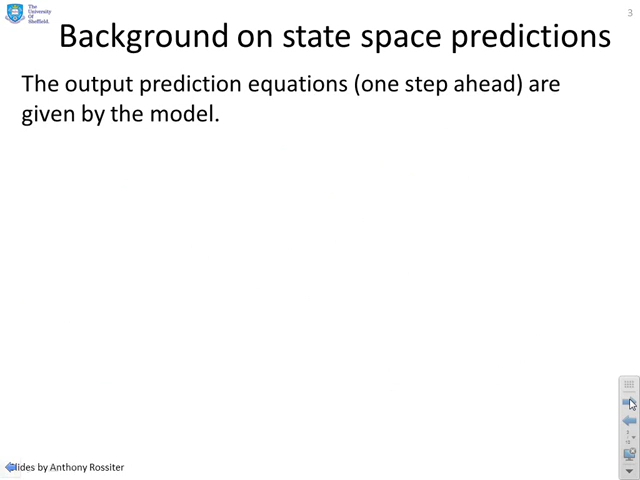 The
University
Of
Sheffield.
3
Background on state space predictions
The output prediction equations (one step ahead) are
given by the model.
lides by Anthony Rossiter